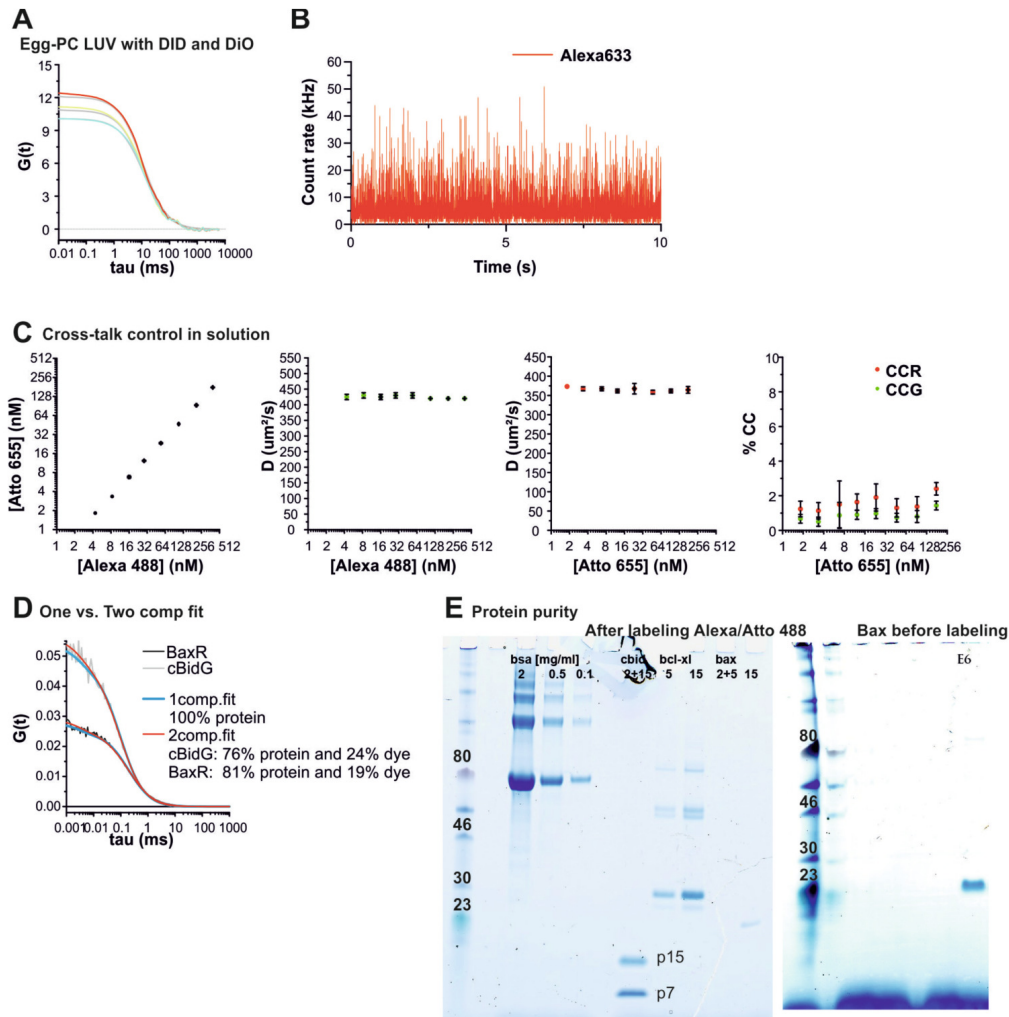 A
Egg-PC LUV with DID and DiO
15
12
9
6
3
0
G(t)
0.01 0.1 1 10 100 1000 10000
tau (ms)
B
Alexa633
60
50
40
30
20
10
0
Count rate (kHz)
0 5 10
Time (s)
C Cross-talk control in solution
512
256
128
64
32
16
8
4
2
1
[Atto 655] (nM)
1 2 4 8 16 32 64 128 256 512
[Alexa 488] (nM)
550
500
450
400
350
300
250
200
150
100
50
0
D (um²/s)
1 2 4 8 16 32 64 128 256 512
[Alexa 488] (nM)
450
400
350
300
250
200
150
100
50
0
D (um²/s)
1 2 4 8 16 32 64 128 256
[Atto 655] (nM)
CCR
CCG
10
8
6
4
2
0
% CC
1 2 4 8 16 32 64 128 256
[Atto 655] (nM)
D One vs. Two comp fit
0.05
0.04
0.03
0.02
0.01
0.00
G(t)
0.001 0.01 0.1 1 10 100 1000
tau (ms)
BaxR
cBidG
1comp.fit
100% protein
2comp.fit
cBidG: 76% protein and 24% dye
BaxR: 81% protein and 19% dye
E Protein purity
After labeling Alexa/Atto 488
bsa [mg/ml] cbid bcl-xl bax
2 0.5 0.1 2+15 5 15 2+5 15
80
46
30
23
p15
p7
Bax before labeling
E6
80
46
30
23